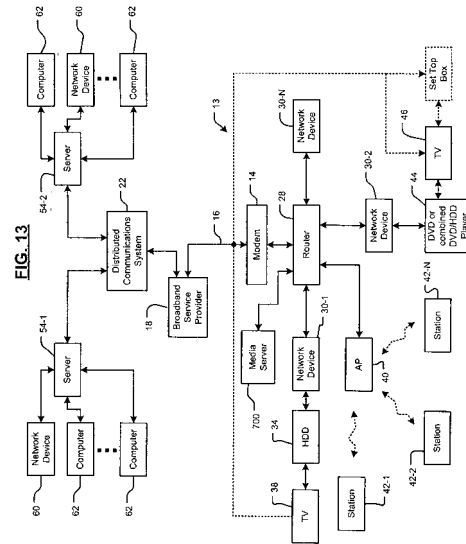 FIG. 13
62
Computer
60
Network
Device
62
Computer
54-2
Server
54-1
Server
Network
Device
60
Computer
62
Computer
62
22
Distributed
Communications
System
18
Broadband
Service
Provider
16
13
14
Modem
28
Router
30-N
Network
Device
700
Media
Server
30-1
Network
Device
34
HDD
38
TV
30-2
Network
Device
44
DVD or
combined
DVD/HDD
Player
46
TV
Set Top
Box
40
AP
42-1
Station
42-2
Station
42-N
Station